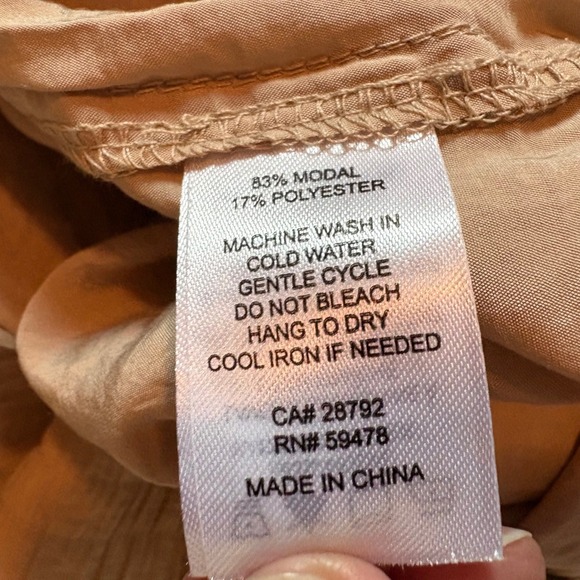 83% MODAL
17% POLYESTER
MACHINE WASH IN
COLD WATER
GENTLE CYCLE
DO NOT BLEACH
HANG TO DRY
COOL IRON IF NEEDED
CA# 28792
RN# 59478
MADE IN CHINA